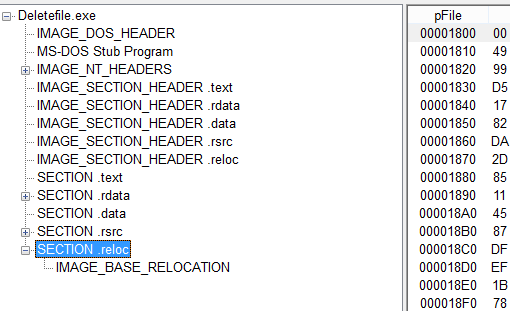 Deletefile.exe
IMAGE_DOS_HEADER
MS-DOS Stub Program
IMAGE_NT_HEADERS
IMAGE_SECTION_HEADER .text
IMAGE_SECTION_HEADER .rdata
IMAGE_SECTION_HEADER .data
IMAGE_SECTION_HEADER .rsrc
IMAGE_SECTION_HEADER .reloc
SECTION .text
SECTION .rdata
SECTION .data
SECTION .rsrc
SECTION .reloc
IMAGE_BASE_RELOCATION
pFile
00001800 00
00001810 49
00001820 99
00001830 D5
00001840 17
00001850 82
00001860 DA
00001870 2D
00001880 85
00001890 11
000018A0 45
000018B0 87
000018C0 DF
000018D0 EF
000018E0 1B
000018F0 78